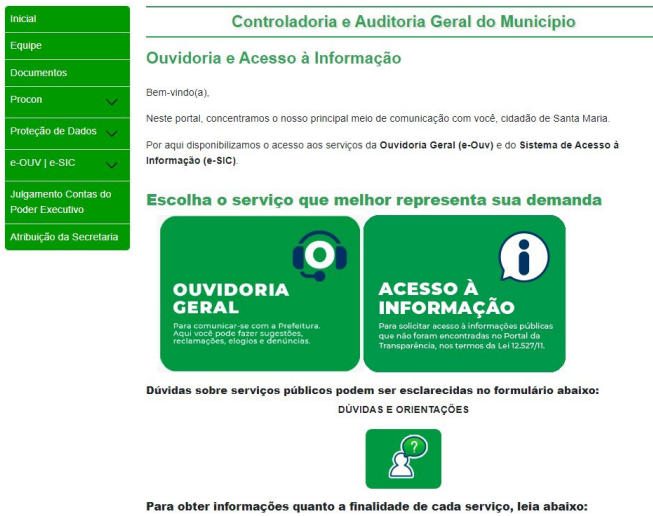 Inicial
Equipe
Documentos
Procon
Proteção de Dados
e-OUV | e-SIC
Julgamento Contas do
Poder Executivo
Atribuição da Secretaria
Controladoria e Auditoria Geral do Município
Ouvidoria e Acesso à Informação
Bem-vindo(a),
Neste portal, concentramos o nosso principal meio de comunicação com você, cidadão de Santa Maria.
Por aqui disponibilizamos o acesso aos serviços da Ouvidoria Geral (e-Ouv) e do Sistema de Acesso à
Informação (e-SIC).
Escolha o serviço que melhor representa sua demanda
OUVIDORIA
GERAL
Para comunicar-se com a Prefeitura.
Aqui você pode fazer sugestões,
reclamações, elogios e denúncias.
ACESSO À
INFORMAÇÃO
Para solicitar acesso à informações públicas
que não foram encontradas no Portal da
Transparência, nos termos da Lei 12.527/11.
Dúvidas sobre serviços públicos podem ser esclarecidas no formulário abaixo:
DÚVIDAS E ORIENTAÇÕES
?
Para obter informações quanto a finalidade de cada serviço, leia abaixo: